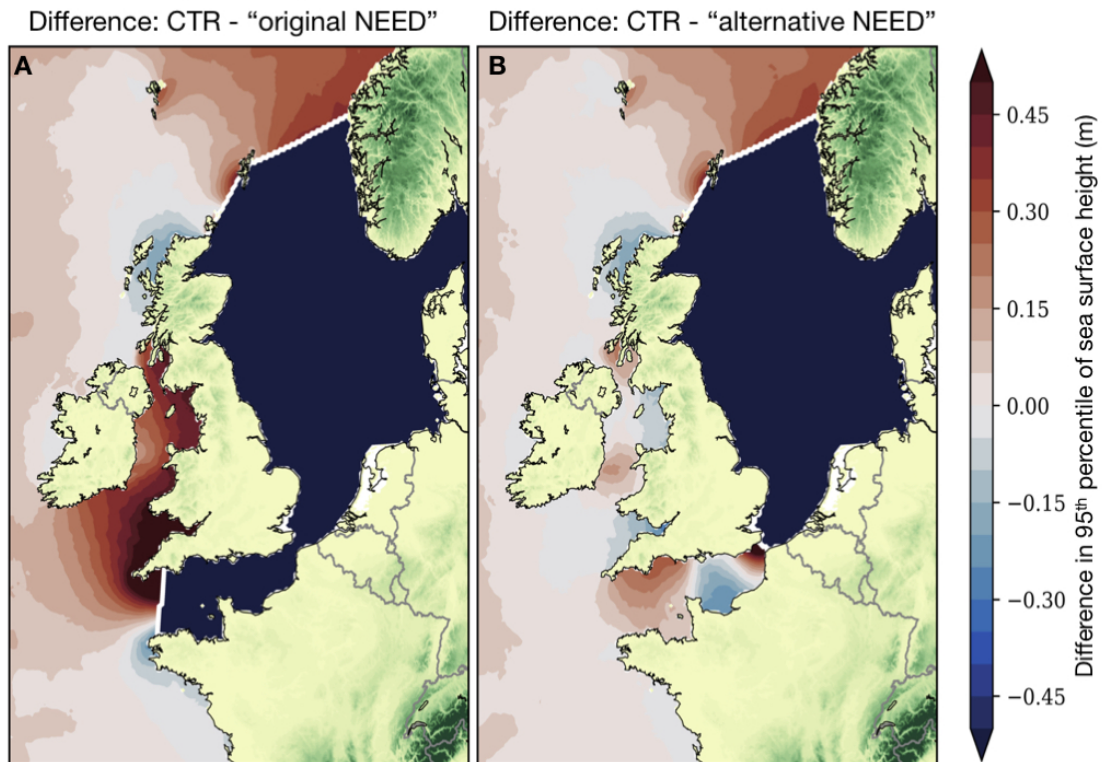 Difference: CTR - “original NEED”
Difference: CTR - “alternative NEED”
A
B
0.45
0.30
0.15
0.00
−0.15
−0.30
−0.45
Difference in 95th percentile of sea surface height (m)